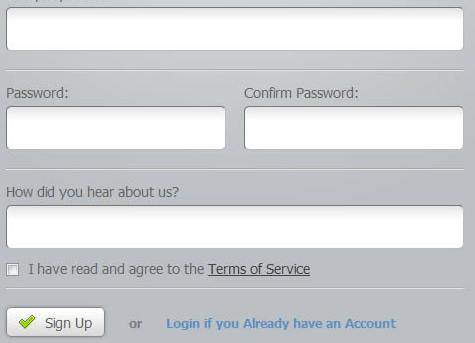 Password: Confirm Password:
How did you hear about us?
I have read and agree to the Terms of Service
Sign Up or Login if you Already have an Account